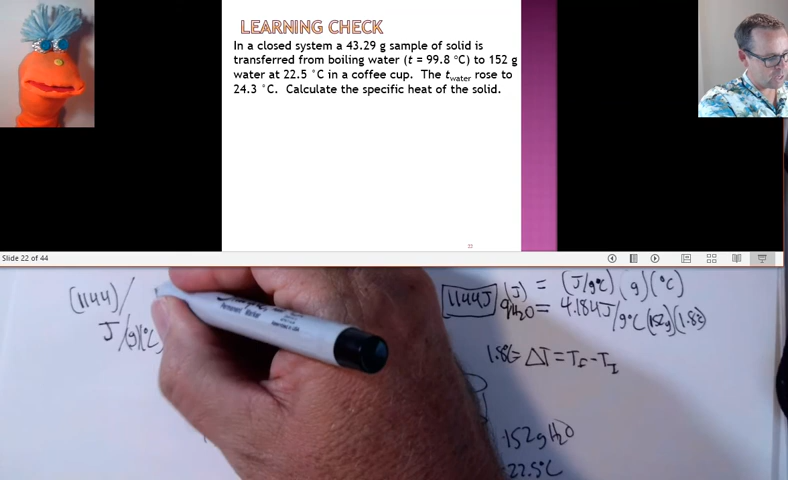 LEARNING CHECK
In a closed system a 43.29 g sample of solid is
transferred from boiling water (t = 99.8 °C) to 152 g
water at 22.5 °C in a coffee cup. The twater rose to
24.3 °C. Calculate the specific heat of the solid.
Slide 22 of 44
(1144)/
J/(g)(°C)
1144J (J) = (J/g°C) (g)(°C)
qH2O = 4.184J/g°C(152g)(1.8°)
1.8°C= ΔT = TF-TI
152g H2O
22.5°C
Permanent Marker